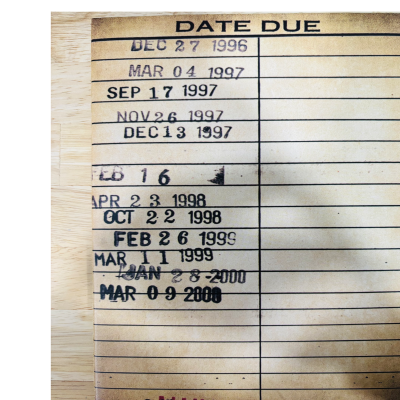 DATE DUE
DEC 27 1996
MAR 04 1997
SEP 17 1997
NOV 26 1997
DEC 13 1997
FEB 16
APR 23 1998
OCT 22 1998
FEB 26 1999
MAR 11 1999
JAN 28 2000
MAR 09 2000